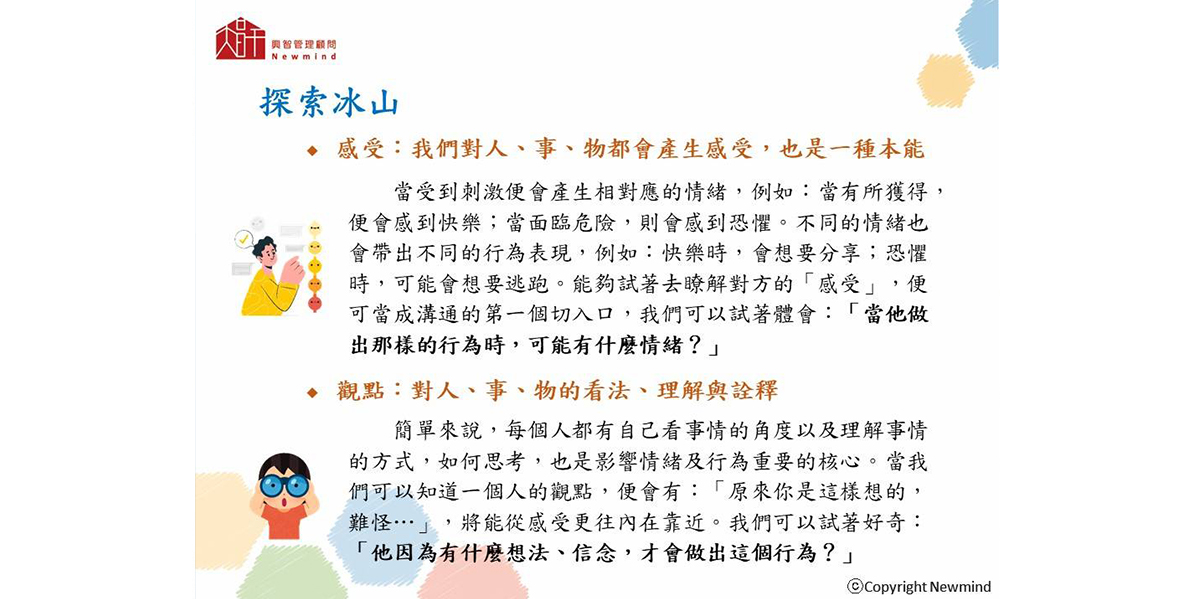 興智管理顧問
Newmind
探索冰山
◆ 感受：我們對人、事、物都會產生感受，也是一種本能
當受到刺激便會產生相對應的情緒，例如：當有所獲得，
便會感到快樂；當面臨危險，則會感到恐懼。不同的情緒也
會帶出不同的行為表現，例如：快樂時，會想要分享；恐懼
時，可能會想要逃跑。能夠試著去瞭解對方的「感受」，便
可當成溝通的第一個切入口，我們可以試著體會：「當他做
出那樣的行為時，可能有什麼情緒？」
◆ 觀點：對人、事、物的看法、理解與詮釋
簡單來說，每個人都有自己看事情的角度以及理解事情
的方式，如何思考，也是影響情緒及行為重要的核心。當我
們可以知道一個人的觀點，便會有：「原來你是這樣想的，
難怪…」，將能從感受更往內在靠近。我們可以試著好奇：
「他因為有什麼想法、信念，才會做出這個行為？」
©Copyright Newmind